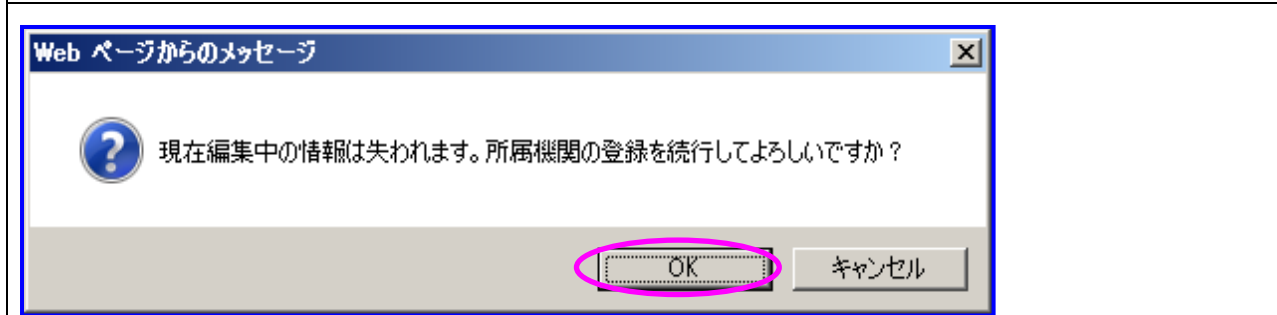 Web ページからのメッセージ
現在編集中の情報は失われます。所属機関の登録を続行してよろしいですか？
OK
キャンセル